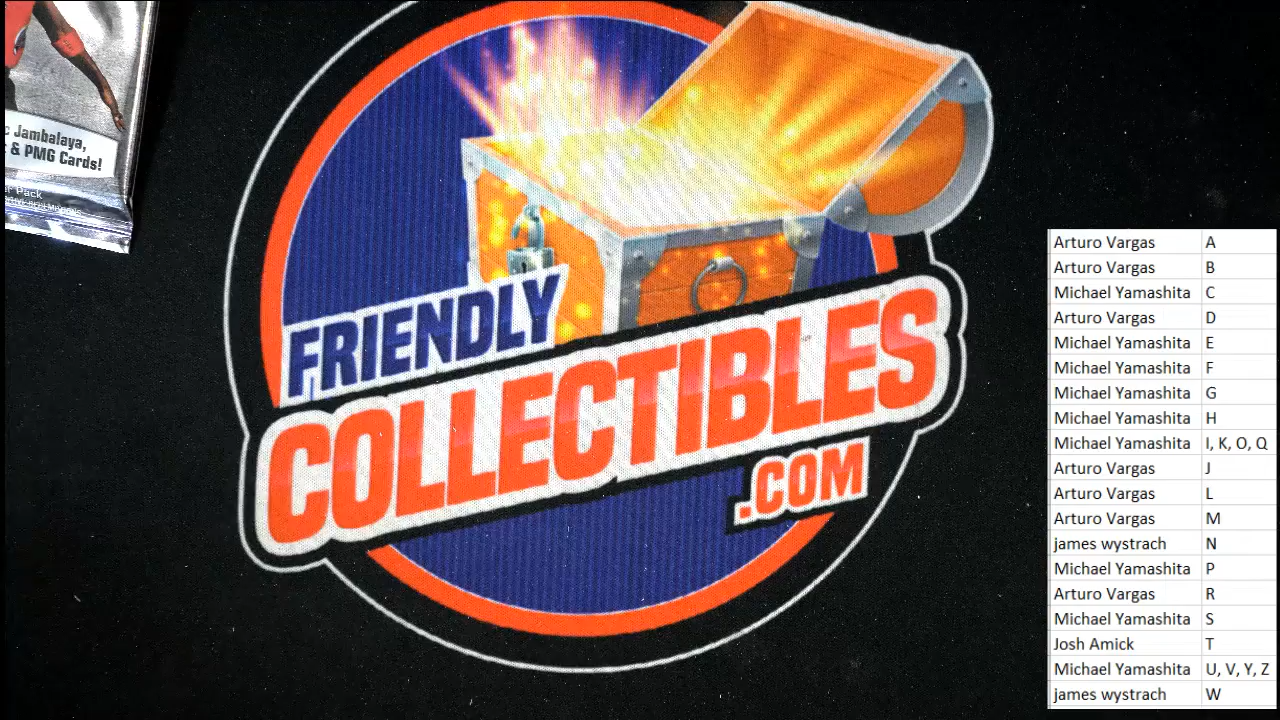 c Jambalaya,
& PMG Cards!
Pack
FRIENDLY
COLLECTIBLES
.COM
Arturo Vargas A
Arturo Vargas B
Michael Yamashita C
Arturo Vargas D
Michael Yamashita E
Michael Yamashita F
Michael Yamashita G
Michael Yamashita H
Michael Yamashita I, K, O, Q
Arturo Vargas J
Arturo Vargas L
Arturo Vargas M
james wystrach N
Michael Yamashita P
Arturo Vargas R
Michael Yamashita S
Josh Amick T
Michael Yamashita U, V, Y, Z
james wystrach W